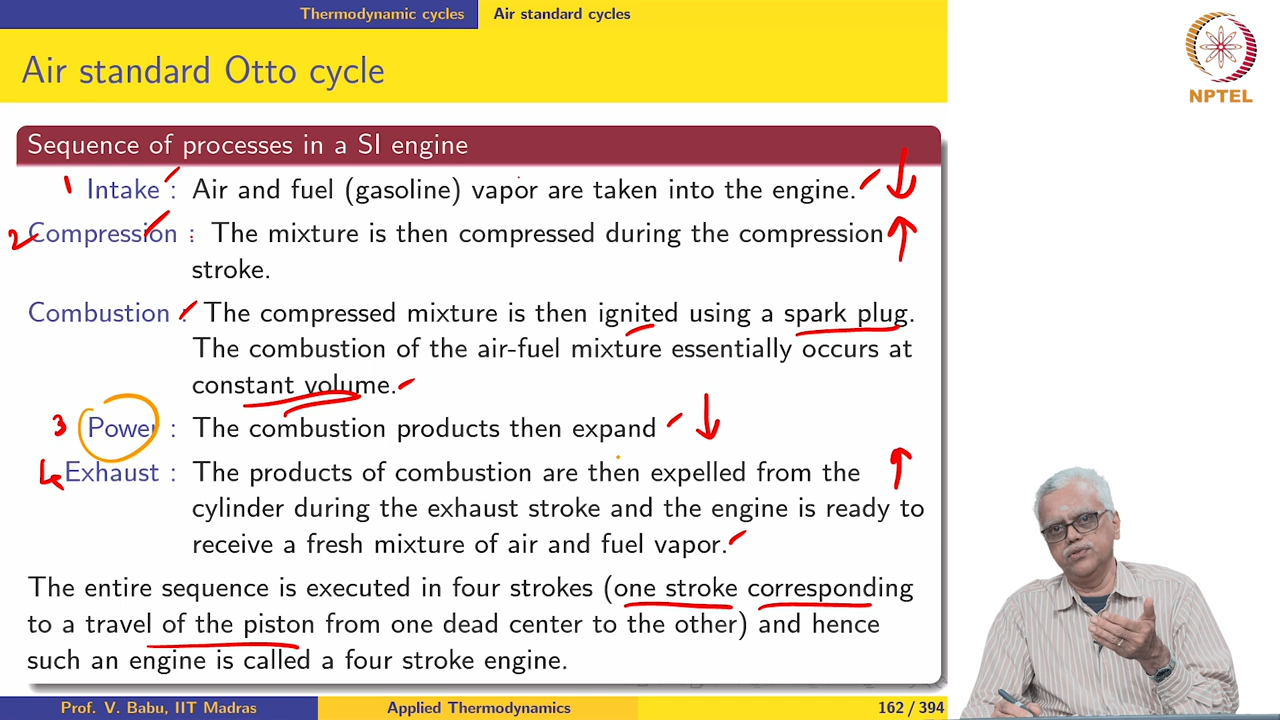 Thermodynamic cycles Air standard cycles
NPTEL
Air standard Otto cycle
Sequence of processes in a SI engine
1 Intake : Air and fuel (gasoline) vapor are taken into the engine.
2 Compression : The mixture is then compressed during the compression
stroke.
Combustion : The compressed mixture is then ignited using a spark plug.
The combustion of the air-fuel mixture essentially occurs at
constant volume.
3 Power : The combustion products then expand
4 Exhaust : The products of combustion are then expelled from the
cylinder during the exhaust stroke and the engine is ready to
receive a fresh mixture of air and fuel vapor.
The entire sequence is executed in four strokes (one stroke corresponding
to a travel of the piston from one dead center to the other) and hence
such an engine is called a four stroke engine.
Prof. V. Babu, IIT Madras Applied Thermodynamics 162 / 394